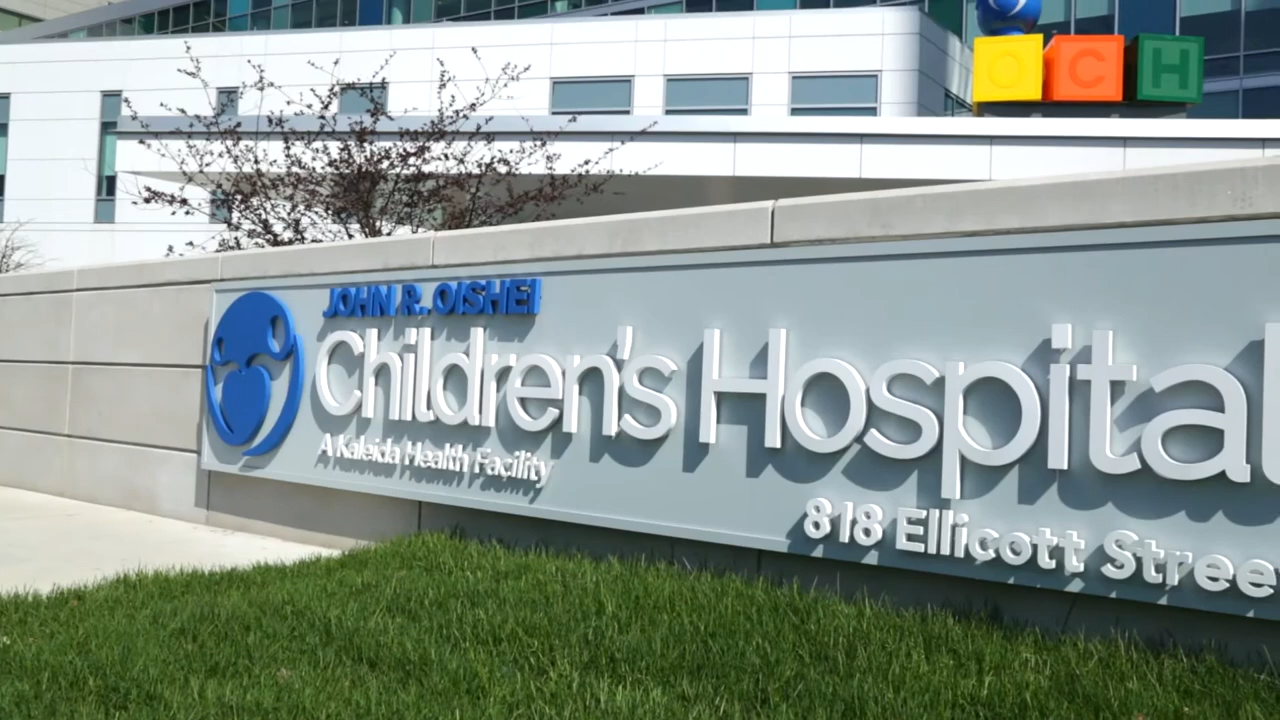 OCH
JOHN R. OISHEI
Children's Hospital
A Kaleida Health Facility
818 Ellicott Stree